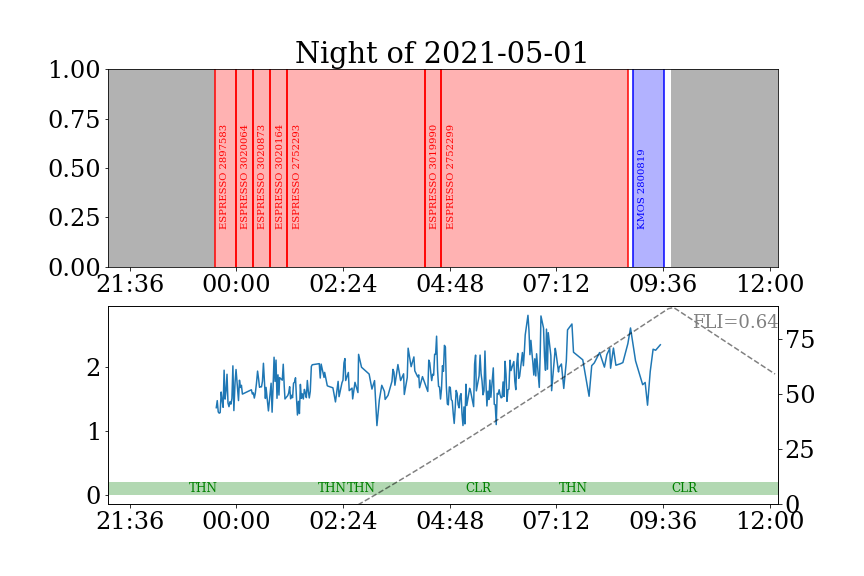 Night of 2021-05-01
1.00
0.75
0.50
0.25
0.00
ESPRESSO 2897583
ESPRESSO 3020064
ESPRESSO 3020873
ESPRESSO 3020164
ESPRESSO 2752293
ESPRESSO 3019990
ESPRESSO 2752299
KMOS 2800819
21:36 00:00 02:24 04:48 07:12 09:36 12:00
FLI=0.64
2
1
0
75
50
25
0
THN THN THN CLR THN CLR
21:36 00:00 02:24 04:48 07:12 09:36 12:00